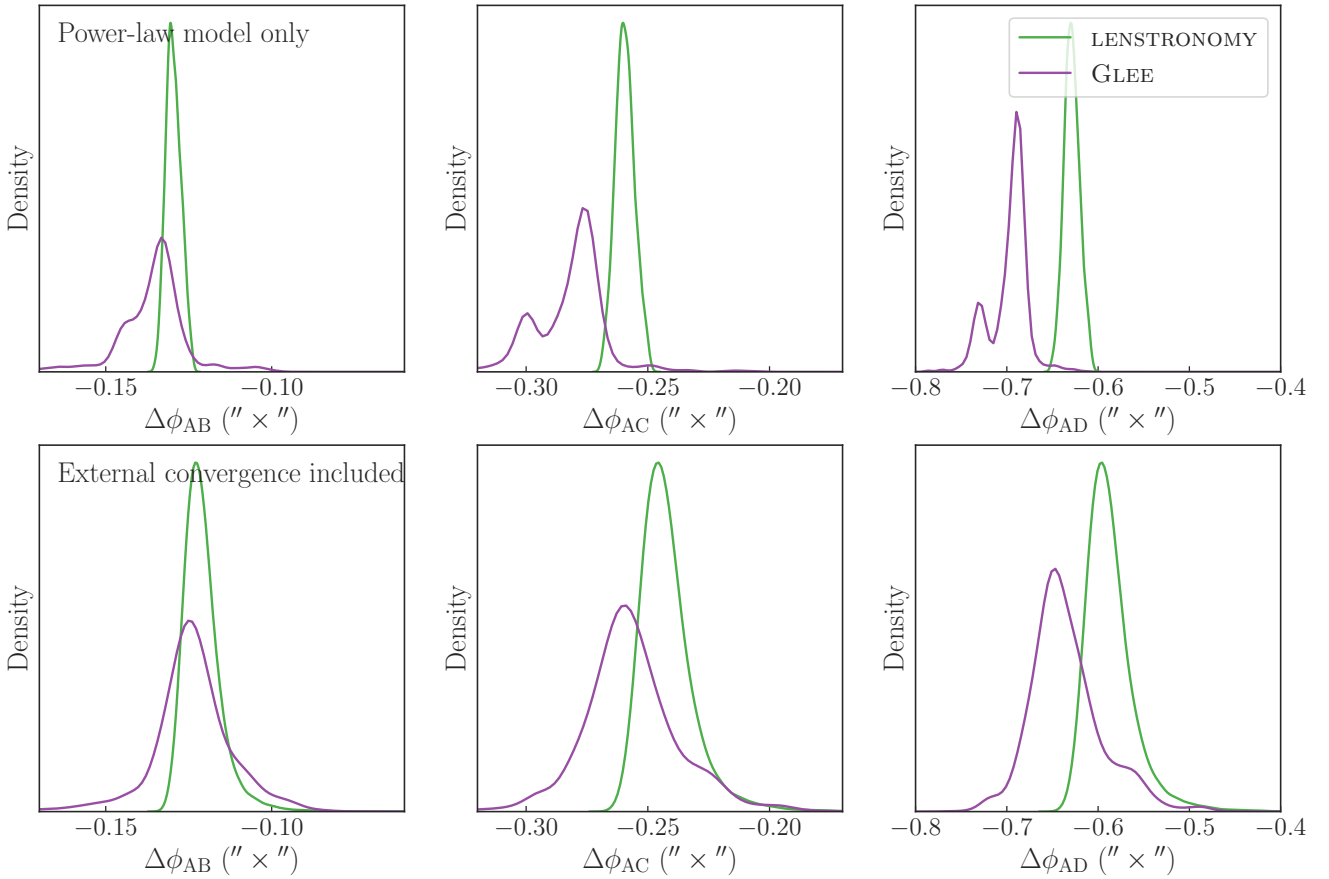 Power-law model only
LENSTRONOMY
GLEE
Density
Density
Density
−0.15 −0.10
−0.30 −0.25 −0.20
−0.8 −0.7 −0.6 −0.5 −0.4
Δϕ_AB (″ × ″)
Δϕ_AC (″ × ″)
Δϕ_AD (″ × ″)
External convergence included
Density
Density
Density
−0.15 −0.10
−0.30 −0.25 −0.20
−0.8 −0.7 −0.6 −0.5 −0.4
Δϕ_AB (″ × ″)
Δϕ_AC (″ × ″)
Δϕ_AD (″ × ″)